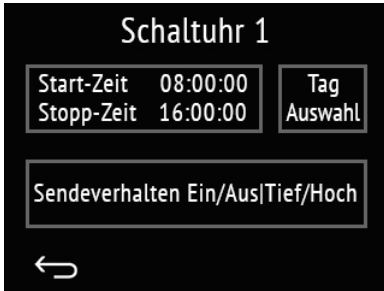 Schaltuhr 1
Start-Zeit 08:00:00
Stopp-Zeit 16:00:00
Tag
Auswahl
Sendeverhalten Ein/Aus|Tief/Hoch